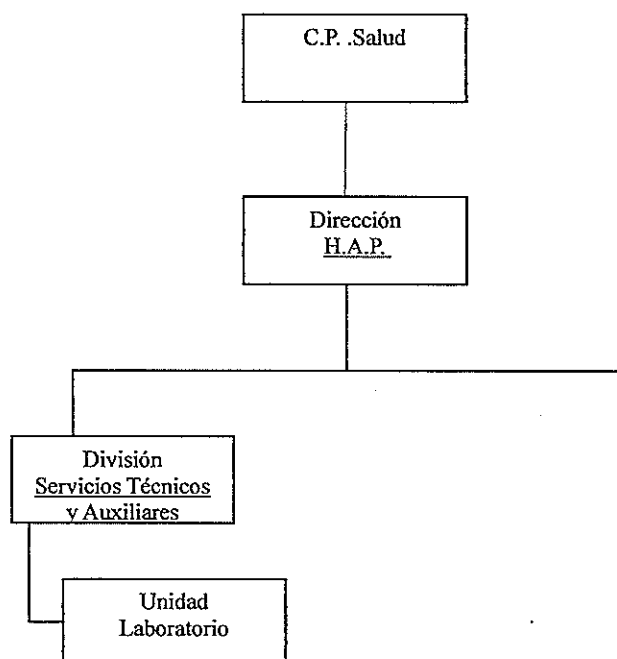 C.P. .Salud
Dirección
H.A.P.
División
Servicios Técnicos
y Auxiliares
Unidad
Laboratorio